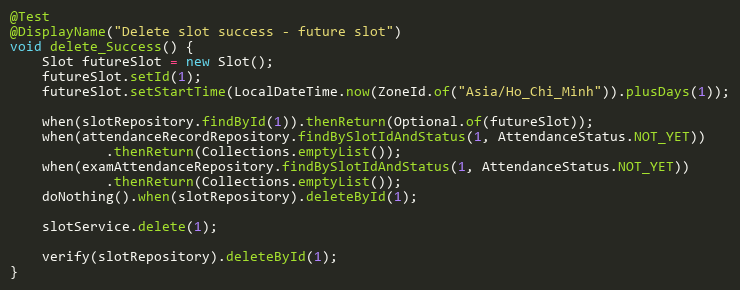 @Test
@DisplayName("Delete slot success - future slot")
void delete_Success() {
    Slot futureSlot = new Slot();
    futureSlot.setId(1);
    futureSlot.setStartTime(LocalDateTime.now(ZoneId.of("Asia/Ho_Chi_Minh")).plusDays(1));

    when(slotRepository.findById(1)).thenReturn(Optional.of(futureSlot));
    when(attendanceRecordRepository.findBySlotIdAndStatus(1, AttendanceStatus.NOT_YET))
            .thenReturn(Collections.emptyList());
    when(examAttendanceRepository.findBySlotIdAndStatus(1, AttendanceStatus.NOT_YET))
            .thenReturn(Collections.emptyList());
    doNothing().when(slotRepository).deleteById(1);

    slotService.delete(1);

    verify(slotRepository).deleteById(1);
}